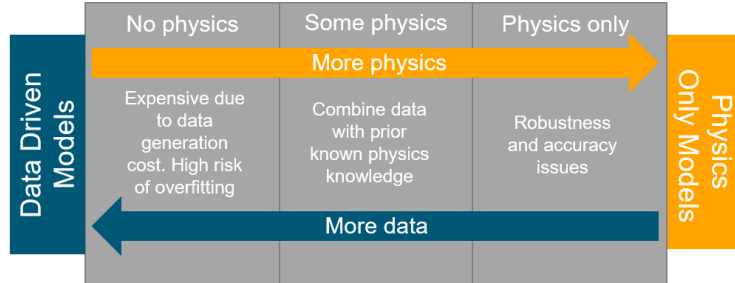 No physics
Some physics
Physics only
More physics
Data Driven
Models
Expensive due
to data
generation
cost. High risk
of overfitting
Combine data
with prior
known physics
knowledge
Robustness
and accuracy
issues
Physics
Only Models
More data